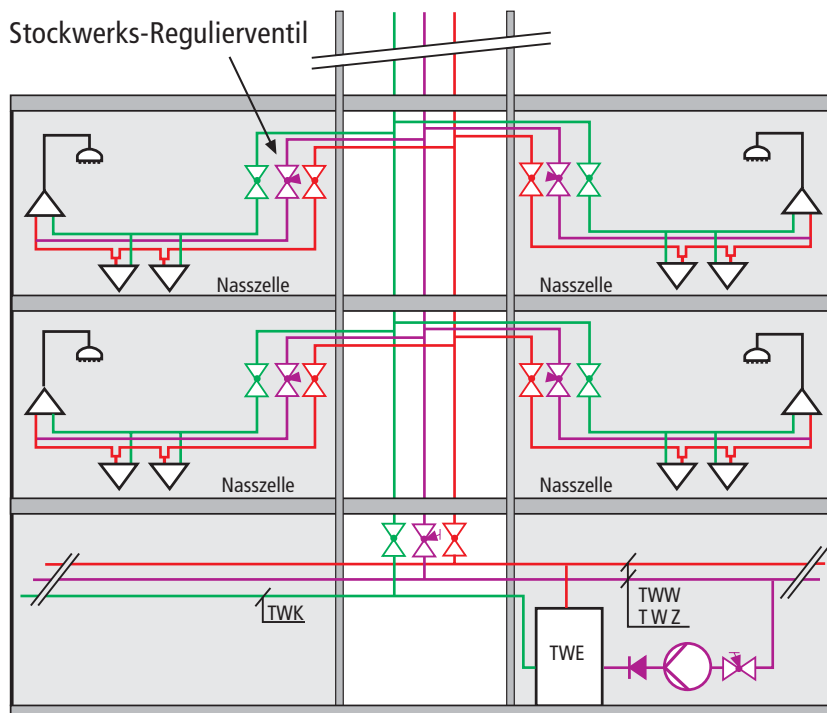 Stockwerks-Regulierventil
Nasszelle
Nasszelle
Nasszelle
Nasszelle
TWK
TWW
TWZ
TWE